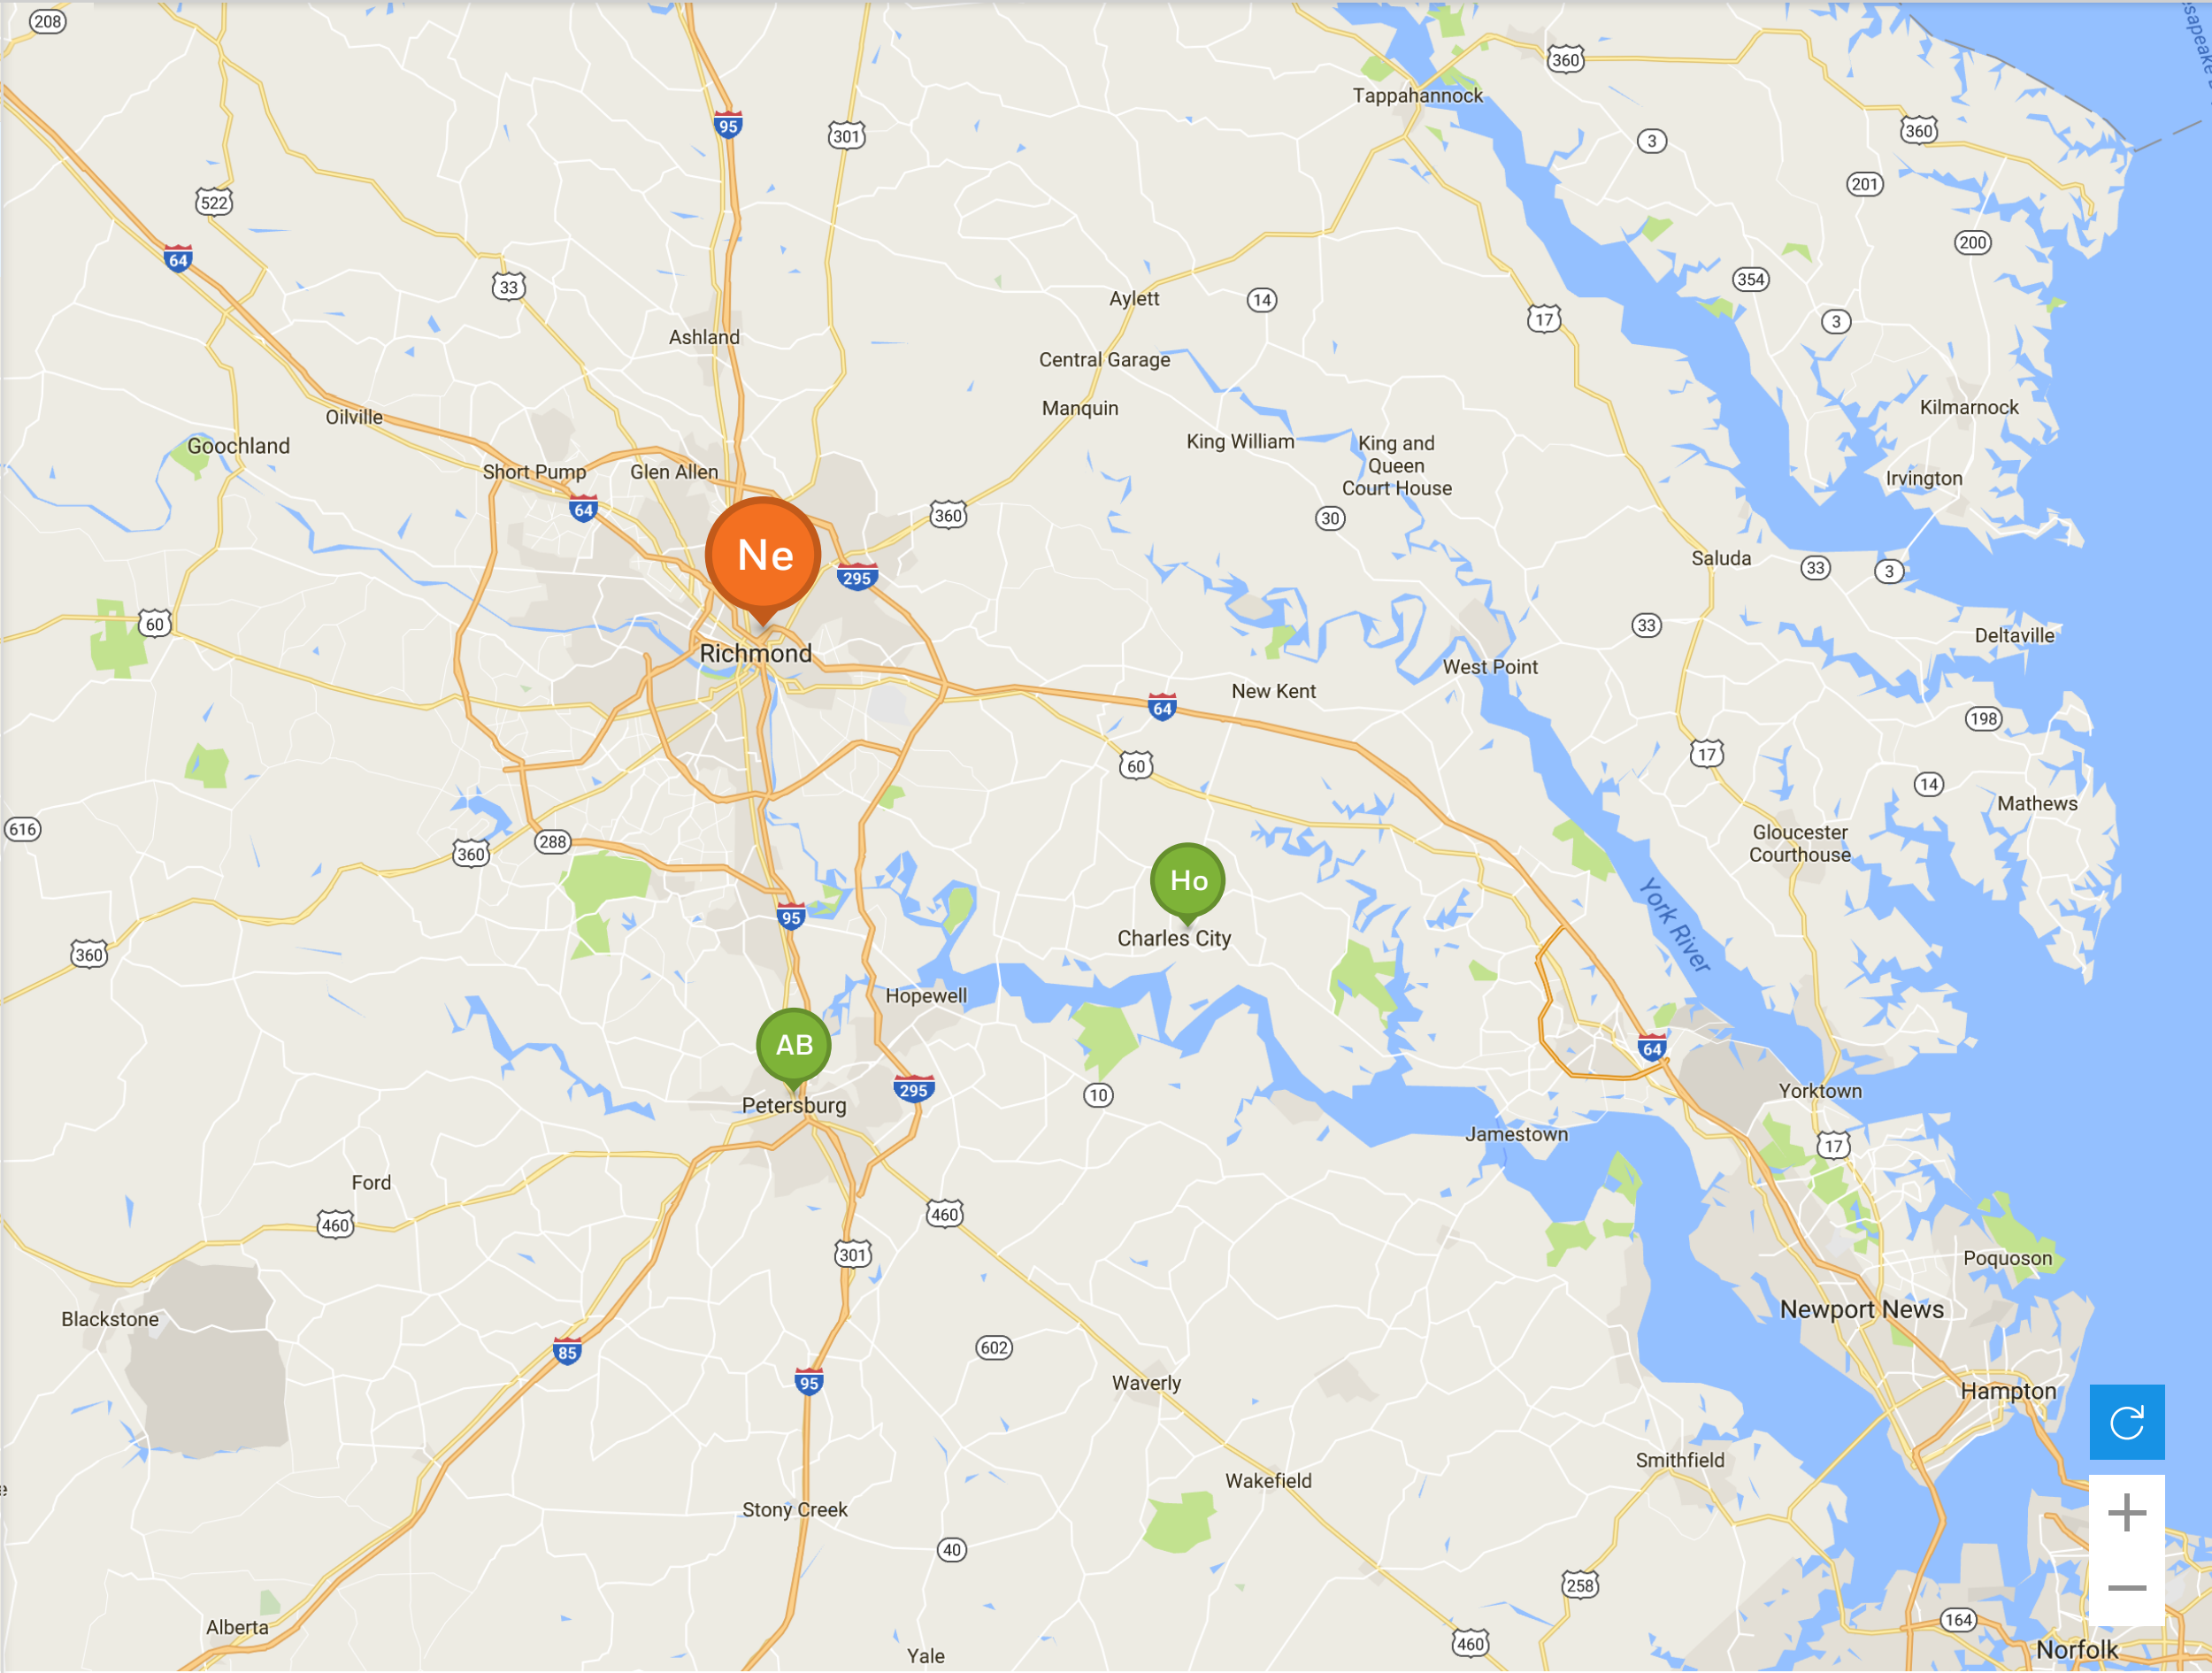 208
sapeake
360
Tappahannock
95
301
3
360
201
522
200
64
33
354
Aylett
14
17
3
Ashland
Central Garage
Manquin
Kilmarnock
Oilville
Goochland
King William
King and
Queen
Court House
Short Pump
Glen Allen
Irvington
64
360
30
Ne
Saluda
33
3
295
60
33
Deltaville
Richmond
West Point
New Kent
64
198
17
60
14
Mathews
616
288
360
Gloucester
Courthouse
Ho
95
York River
Charles City
360
Hopewell
AB
64
295
10
Yorktown
Petersburg
Jamestown
17
Ford
460
460
301
Poquoson
Newport News
Blackstone
602
85
95
Waverly
Hampton
Smithfield
Wakefield
Stony Creek
40
258
Alberta
164
460
Norfolk
Yale